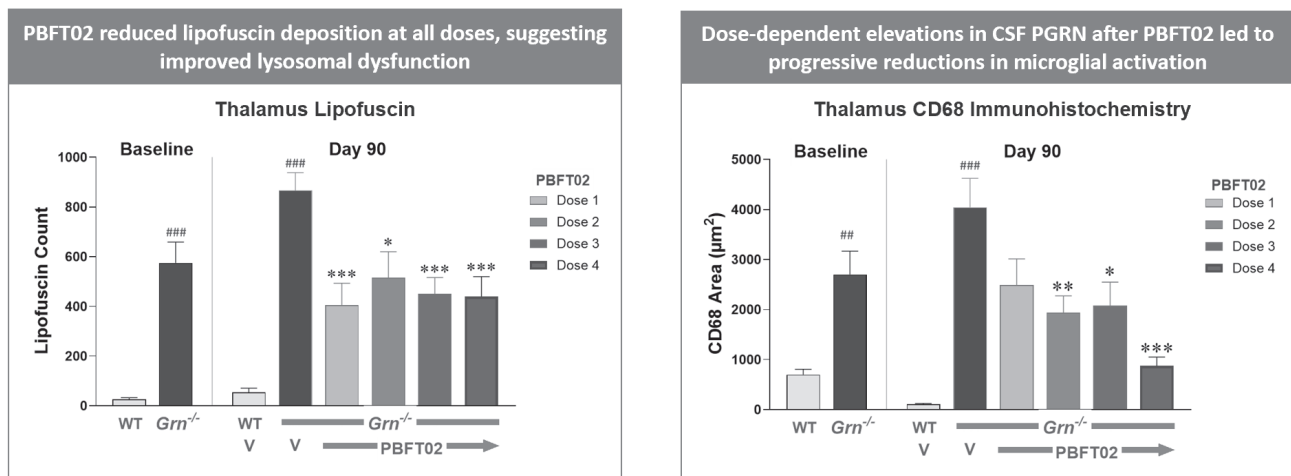 PBFT02 reduced lipofuscin deposition at all doses, suggesting
improved lysosomal dysfunction
Thalamus Lipofuscin
Baseline
Day 90
Lipofuscin Count
1000
800
600
400
200
0
###
###
***
*
***
***
PBFT02
Dose 1
Dose 2
Dose 3
Dose 4
WT
Grn-/-
WT
Grn-/-
V
V
PBFT02
Dose-dependent elevations in CSF PGRN after PBFT02 led to
progressive reductions in microglial activation
Thalamus CD68 Immunohistochemistry
Baseline
Day 90
CD68 Area (µm²)
5000
4000
3000
2000
1000
0
##
###
**
*
***
PBFT02
Dose 1
Dose 2
Dose 3
Dose 4
WT
Grn-/-
WT
Grn-/-
V
V
PBFT02